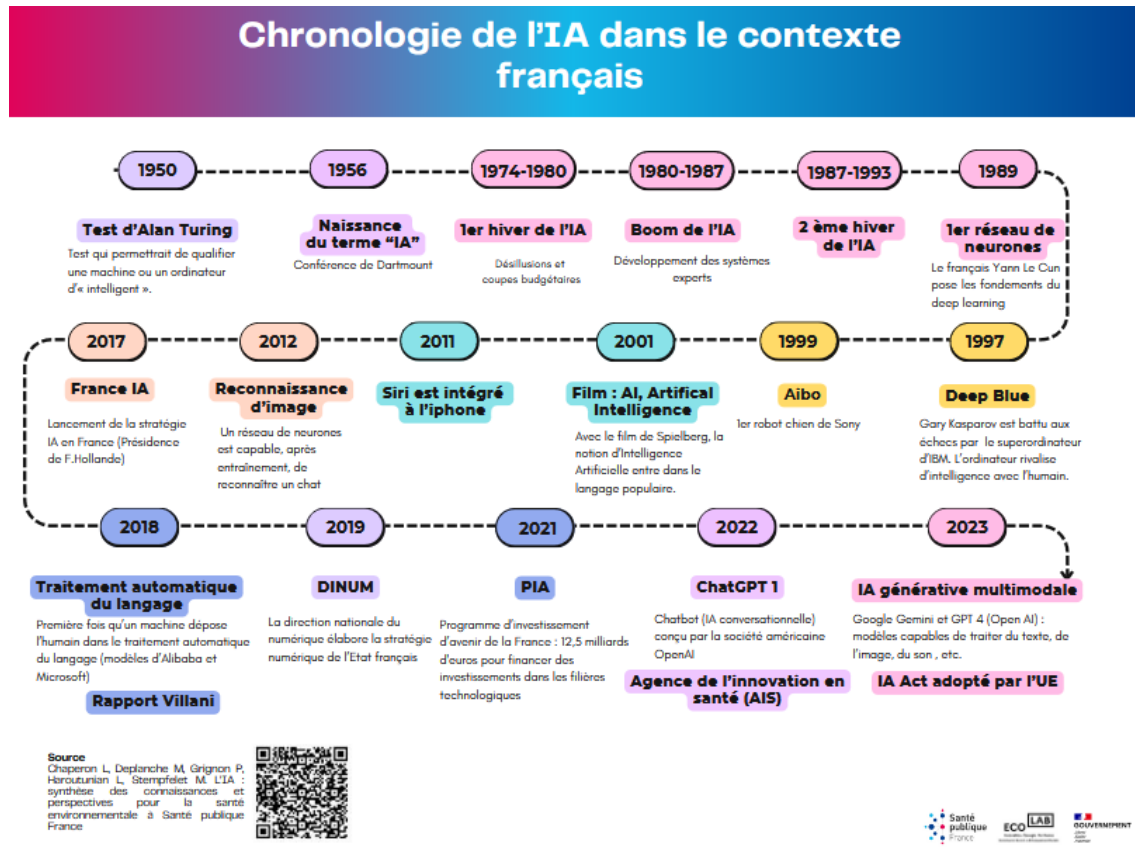 Chronologie de l'IA dans le contexte
français
1950
1956
1974-1980
1980-1987
1987-1993
1989
Test d'Alan Turing
Test qui permettrait de qualifier
une machine ou un ordinateur
d'« intelligent ».
Naissance
du terme “IA”
Conférence de Dartmount
1er hiver de l'IA
Désillusions et
coupes budgétaires
Boom de l'IA
Développement des systèmes
experts
2 ème hiver
de l'IA
1er réseau de
neurones
Le français Yann Le Cun
pose les fondements du
deep learning
2017
2012
2011
2001
1999
1997
France IA
Lancement de la stratégie
IA en France (Présidence
de F.Hollande)
Reconnaissance
d'image
Un réseau de neurones
est capable, après
entraînement, de
reconnaître un chat
Siri est intégré
à l'iphone
Film : AI, Artifical
Intelligence
Avec le film de Spielberg, la
notion d'Intelligence
Artificielle entre dans le
langage populaire.
Aibo
1er robot chien de Sony
Deep Blue
Gary Kasparov est battu aux
échecs par le superordinateur
d'IBM. L'ordinateur rivalise
d'intelligence avec l'humain.
2018
2019
2021
2022
2023
Traitement automatique
du langage
Première fois qu'un machine dépose
l'humain dans le traitement automatique
du langage (modèles d'Alibaba et
Microsoft)
Rapport Villani
DINUM
La direction nationale du
numérique élabore la stratégie
numérique de l'Etat français
PIA
Programme d'investissement
d'avenir de la France : 12,5 milliards
d'euros pour financer des
investissements dans les filières
technologiques
ChatGPT 1
Chatbot (IA conversationnelle)
conçu par la société américaine
OpenAI
Agence de l'innovation en
santé (AIS)
IA générative multimodale
Google Gemini et GPT 4 (Open AI) :
modèles capables de traiter du texte, de
l'image, du son , etc.
IA Act adopté par l'UE
Source
Chaperon L, Deplanche M, Grignon P,
Haroutunian L, Stempfelet M. L'IA :
synthèse des connaissances et
perspectives pour la santé
environnementale à Santé publique
France
Santé
publique
France
ECO LAB
GOUVERNEMENT